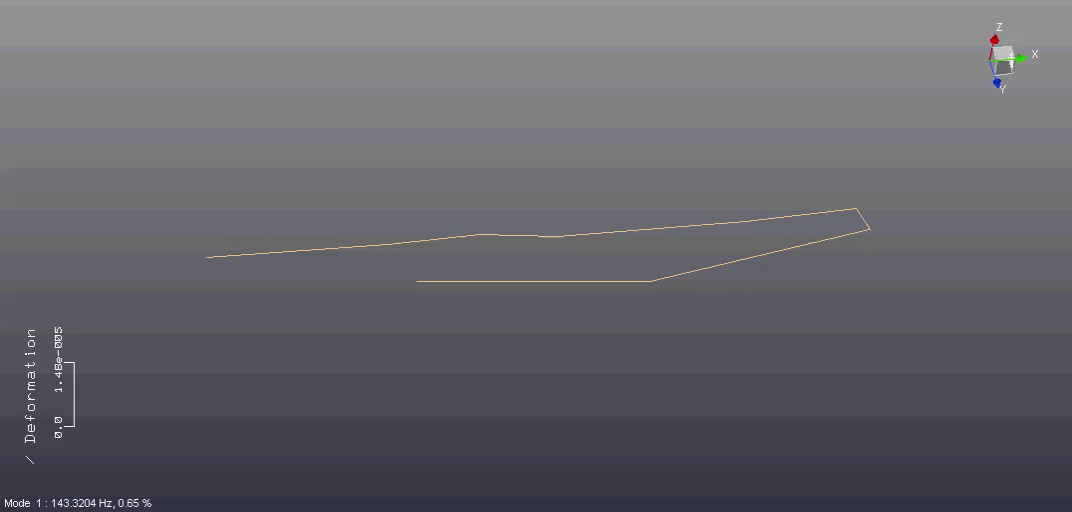 Z
X
Y
/ Deformation
0.0 1.48e-005
Mode 1 : 143.3204 Hz, 0.65 %